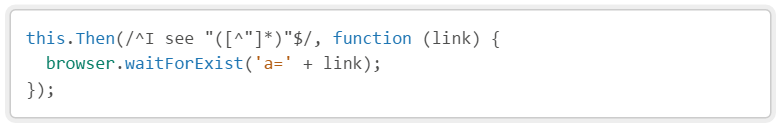 this.Then(/^I see "([^"]*)"$/, function (link) {
  browser.waitForExist('a=' + link);
});